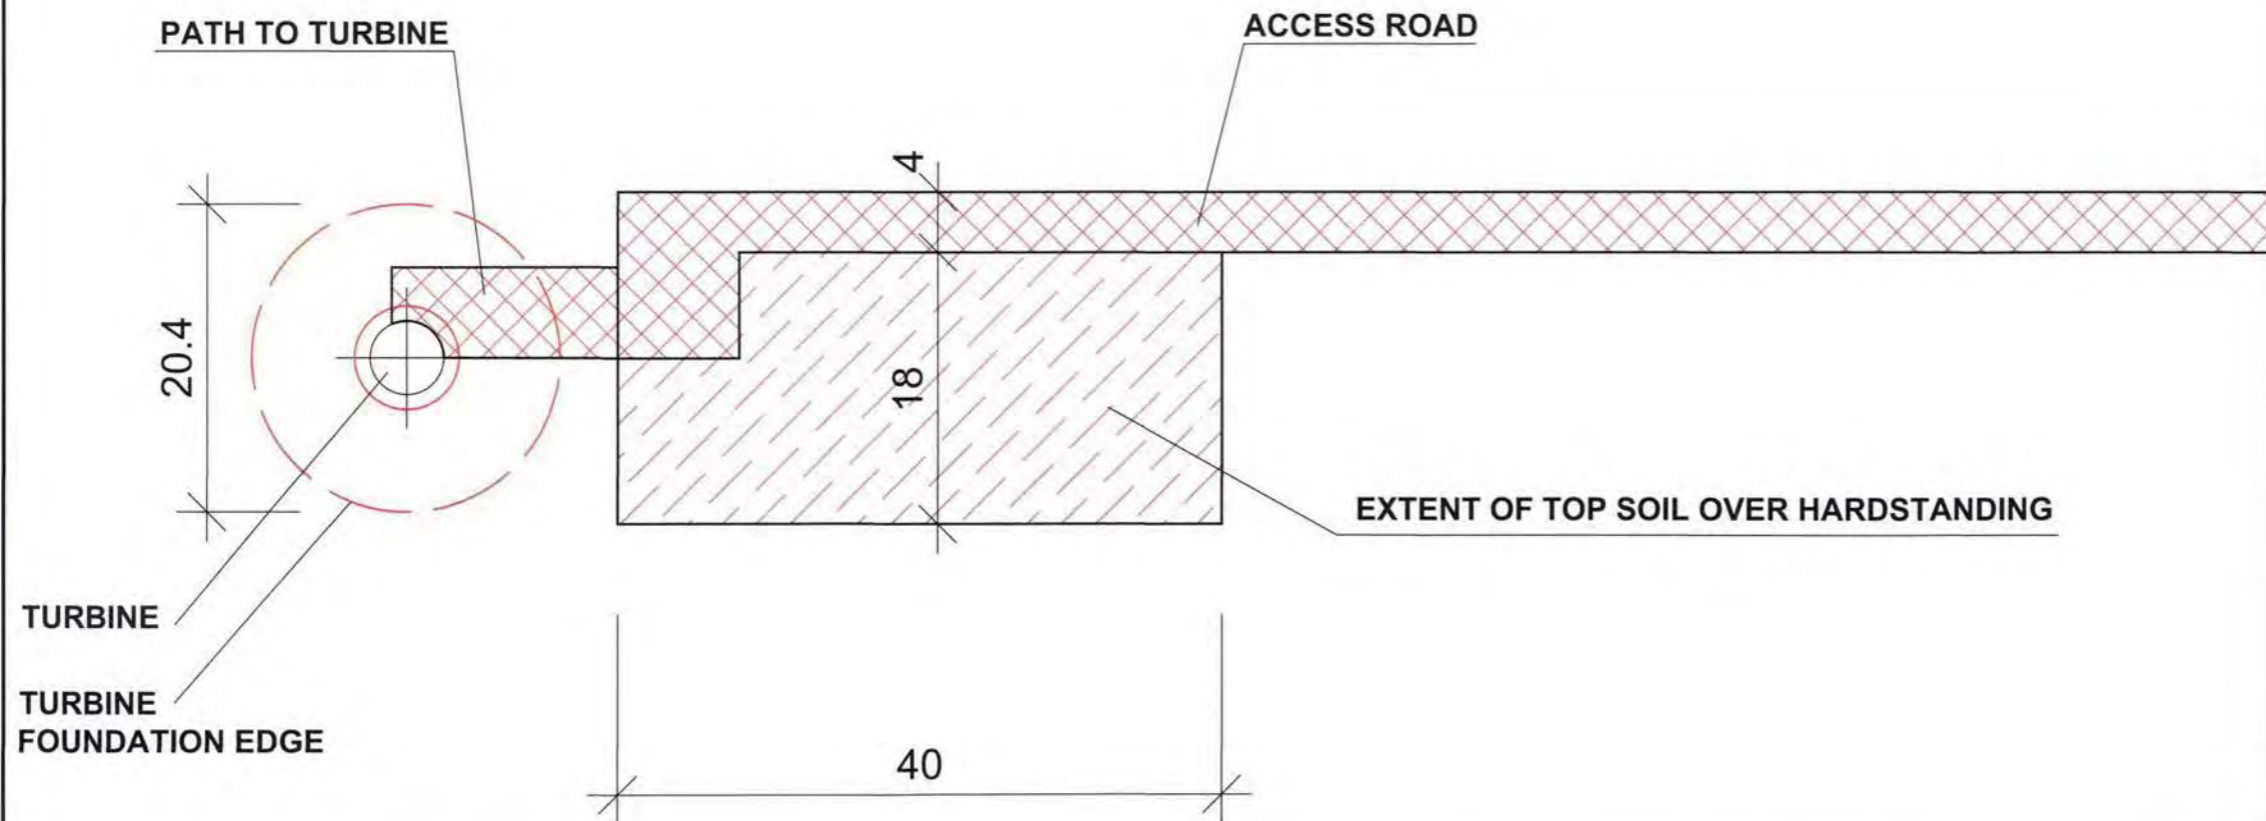 PATH TO TURBINE
ACCESS ROAD
4
20.4
18
EXTENT OF TOP SOIL OVER HARDSTANDING
TURBINE
TURBINE
FOUNDATION EDGE
40